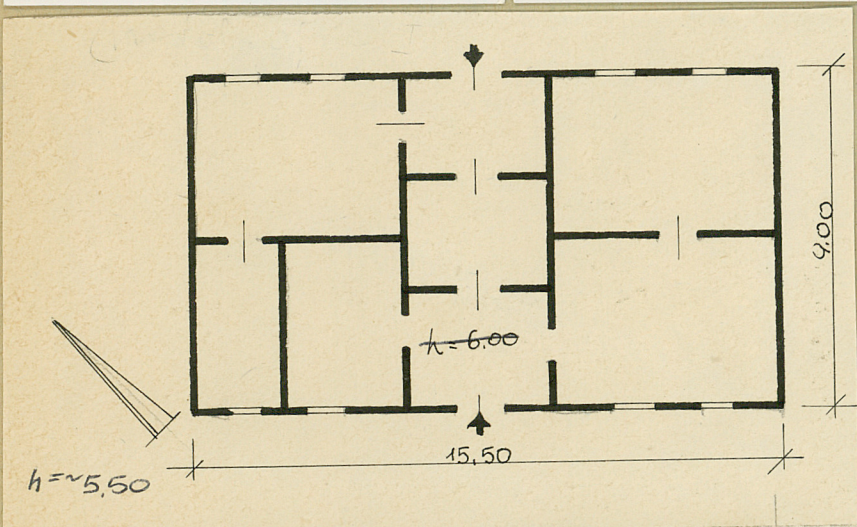 9.00
h = 6.00
15,50
h = ~5,50